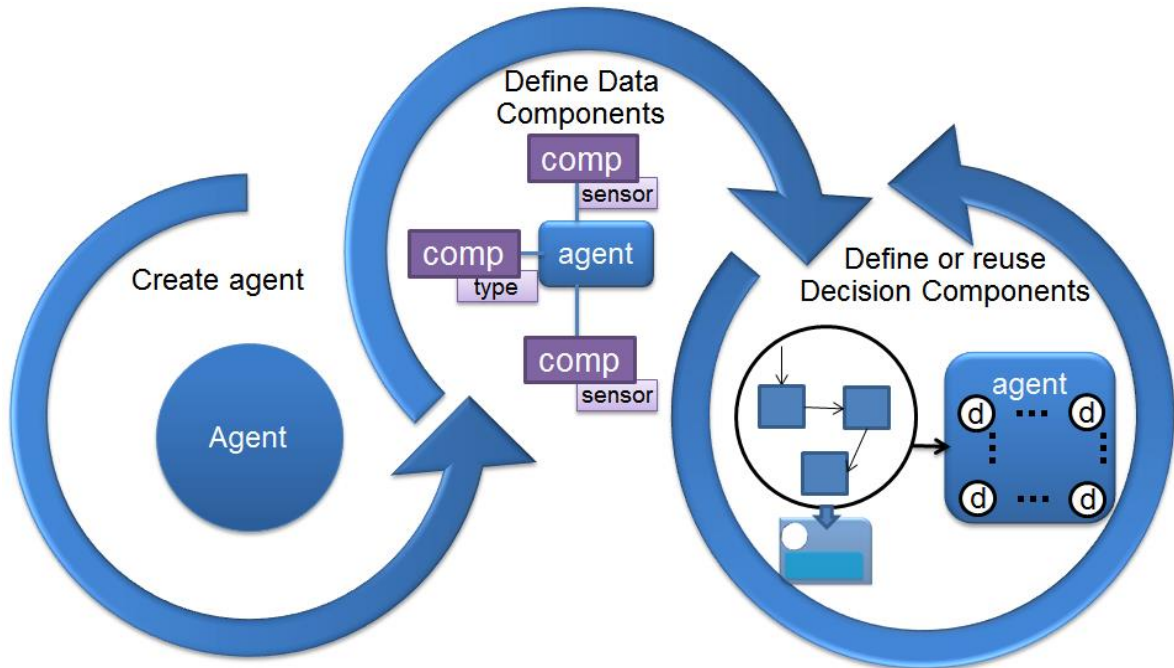 Create agent
Agent
Define Data
Components
comp
sensor
comp
type
agent
comp
sensor
Define or reuse
Decision Components
agent
d ... d
d ... d